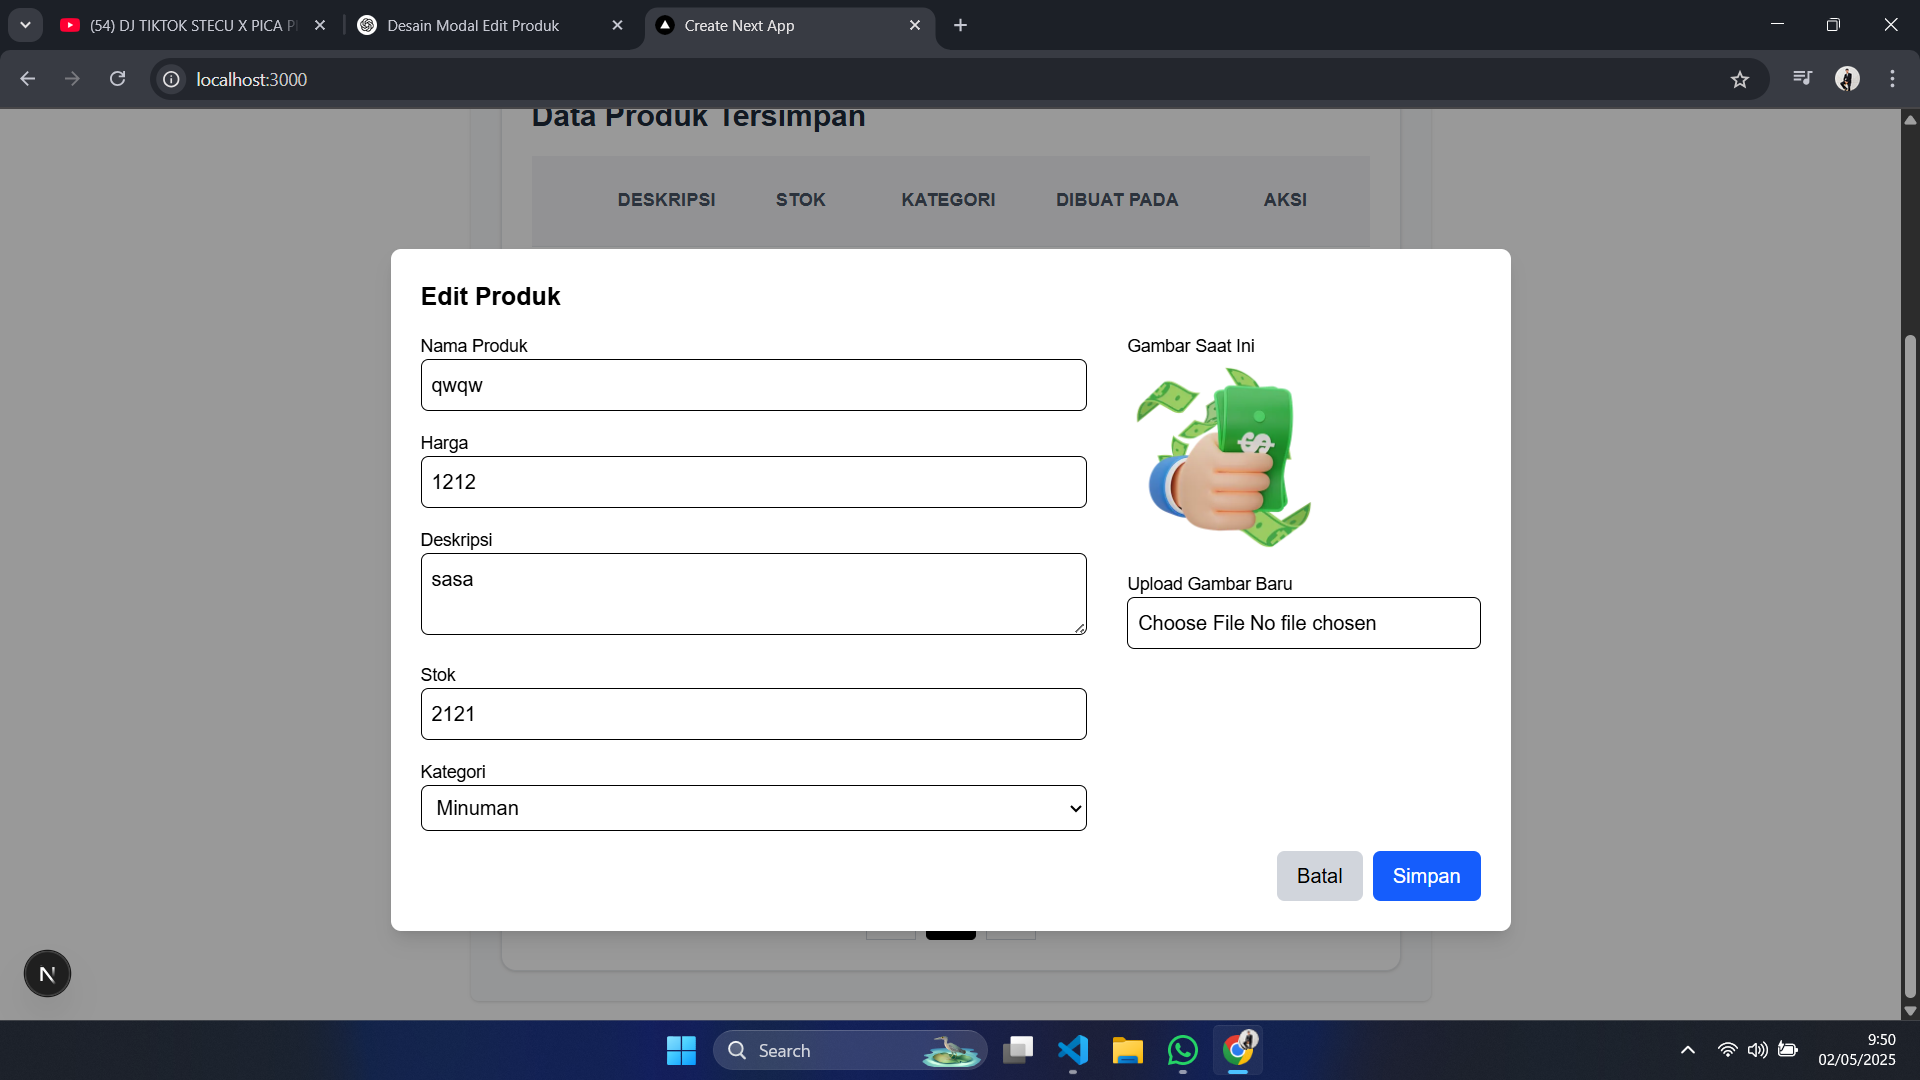 (54) DJ TIKTOK STECU X PICA P
Desain Modal Edit Produk
Create Next App
localhost:3000
Data Produk Tersimpan
DESKRIPSI STOK KATEGORI DIBUAT PADA AKSI
Edit Produk
Nama Produk
qwqw
Harga
1212
Deskripsi
sasa
Stok
2121
Kategori
Minuman
Gambar Saat Ini
$
Upload Gambar Baru
Choose File No file chosen
Batal Simpan
N
Search
9:50
02/05/2025